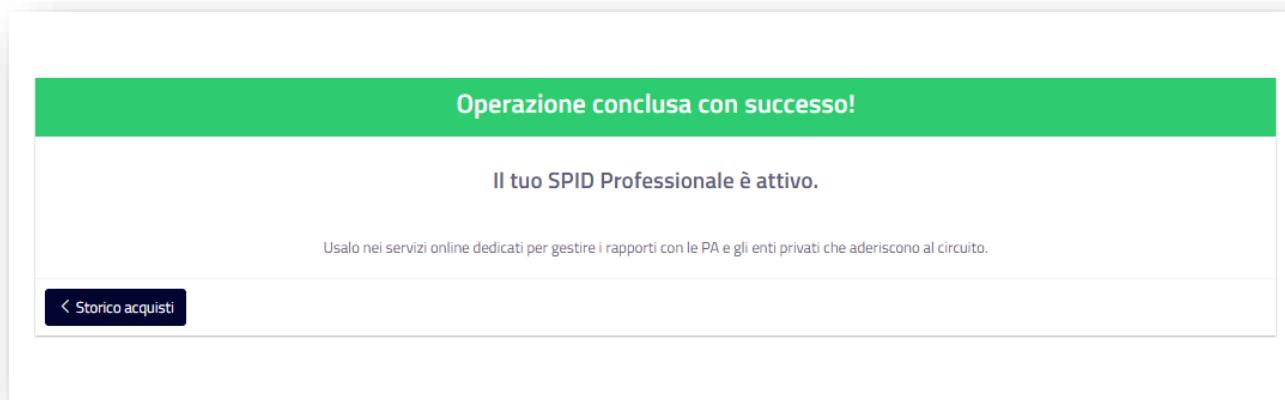 Operazione conclusa con successo!
Il tuo SPID Professionale è attivo.
Usalo nei servizi online dedicati per gestire i rapporti con le PA e gli enti privati che aderiscono al circuito.
Storico acquisti